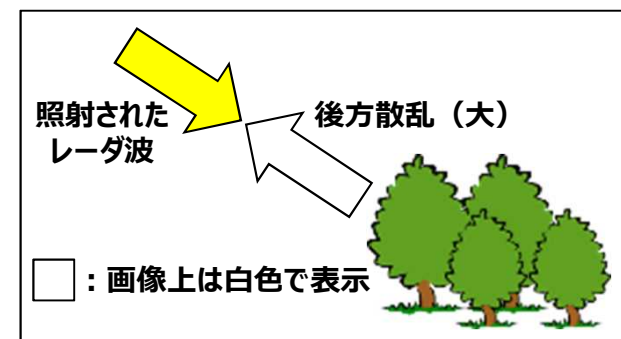 照射された
レーダ波
後方散乱（大）
：画像上は白色で表示